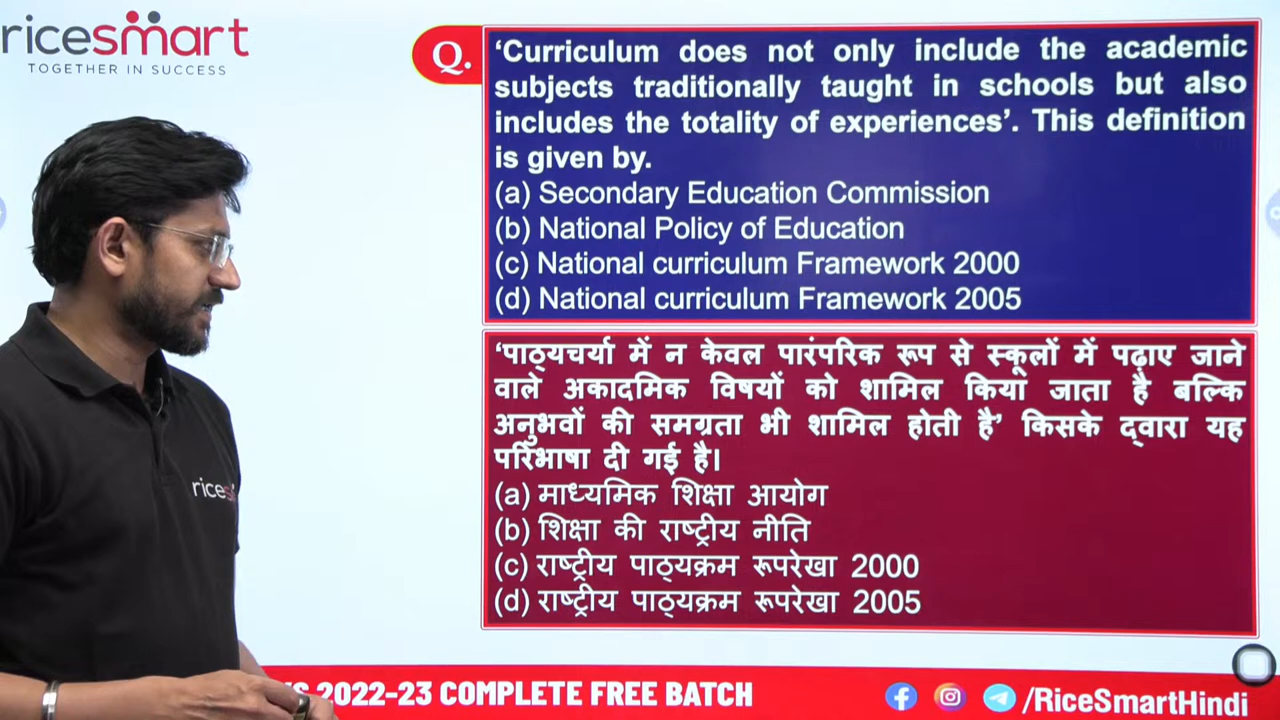 ricesmart
TOGETHER IN SUCCESS
Q.
‘Curriculum does not only include the academic
subjects traditionally taught in schools but also
includes the totality of experiences’. This definition
is given by.
(a) Secondary Education Commission
(b) National Policy of Education
(c) National curriculum Framework 2000
(d) National curriculum Framework 2005
‘पाठ्यचर्या में न केवल पारंपरिक रूप से स्कूलों में पढ़ाए जाने
वाले अकादमिक विषयों को शामिल किया जाता है बल्कि
अनुभवों की समग्रता भी शामिल होती है’ किसके द्वारा यह
परिभाषा दी गई है।
(a) माध्यमिक शिक्षा आयोग
(b) शिक्षा की राष्ट्रीय नीति
(c) राष्ट्रीय पाठ्यक्रम रूपरेखा 2000
(d) राष्ट्रीय पाठ्यक्रम रूपरेखा 2005
rices
2022-23 COMPLETE FREE BATCH
/RiceSmartHindi